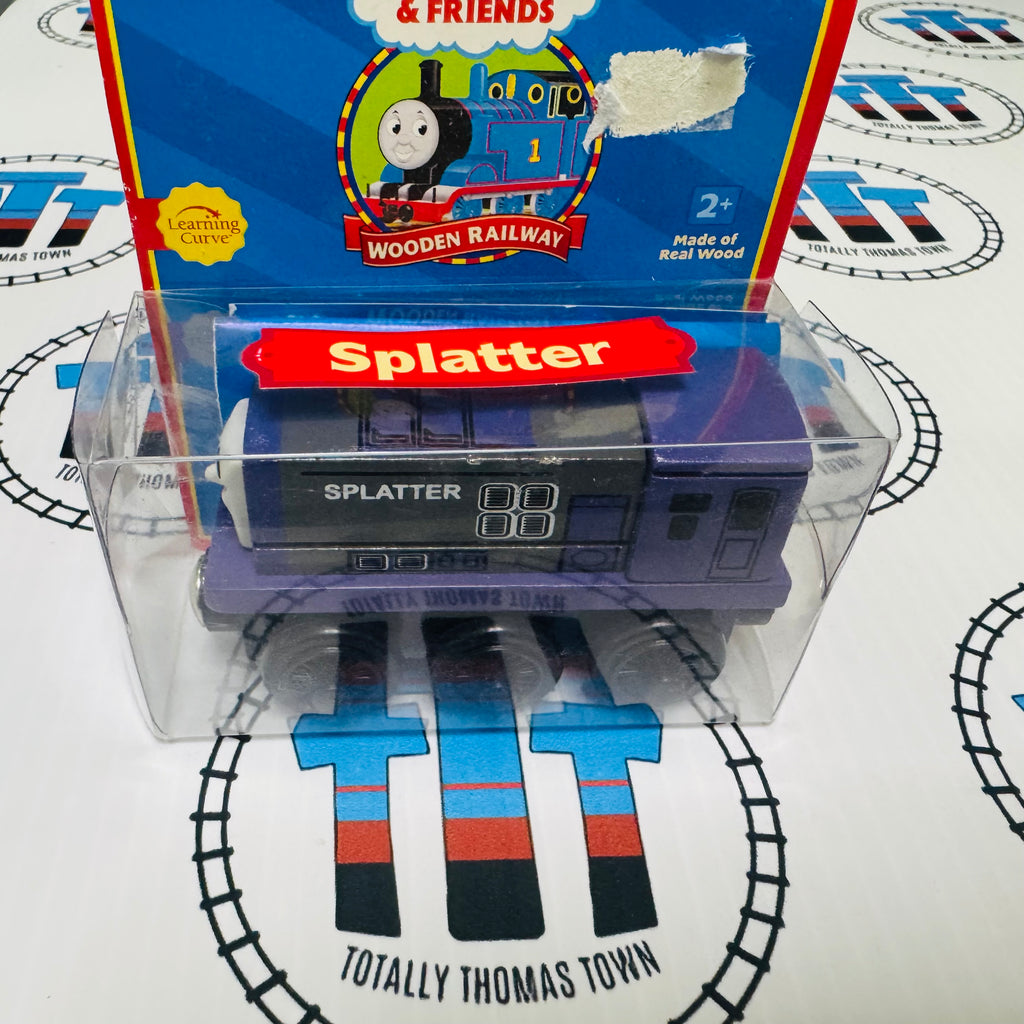 & FRIENDS
1
WOODEN RAILWAY
Learning
Curve
2+
Made of
Real Wood
Splatter
SPLATTER
TOTALLY THOMAS TOWN
TOTALLY THOMAS TOWN
TOTALLY THOMAS TOWN
TOTALLY THOMAS TOWN